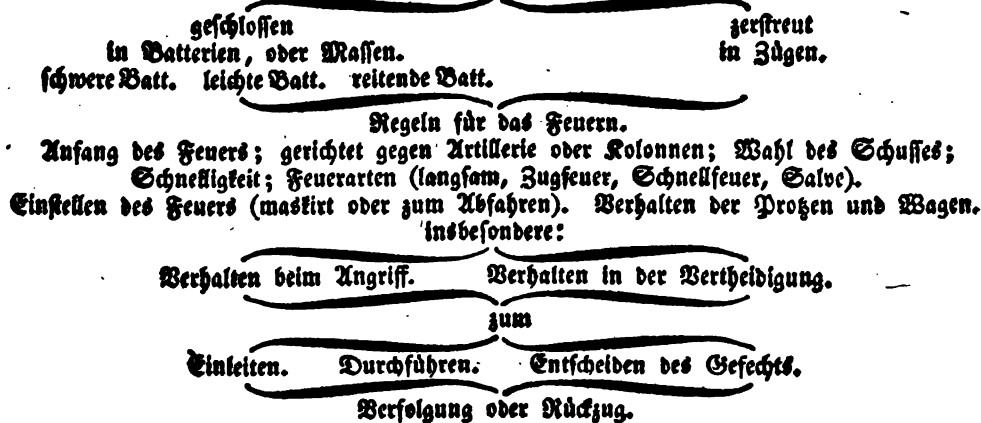 geschlossen zerstreut
in Batterien, oder Massen. in Zügen.
schwere Batt. leichte Batt. reitende Batt.
Regeln für das Feuern.
Anfang des Feuers; gerichtet gegen Artillerie oder Kolonnen; Wahl des Schusses;
Schnelligkeit; Feuerarten (langsam, Zugfeuer, Schnellfeuer, Salve).
Einstellen des Feuers (maskirt oder zum Abfahren). Verhalten der Protzen und Wagen.
insbesondere:
Verhalten beim Angriff. Verhalten in der Vertheidigung.
zum
Einleiten. Durchführen. Entscheiden des Gefechts.
Verfolgung oder Rückzug.